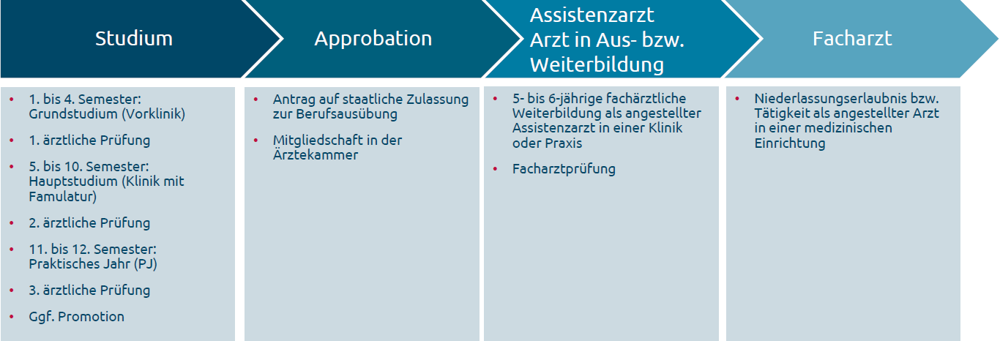 Studium
Approbation
Assistenzarzt
Arzt in Aus- bzw.
Weiterbildung
Facharzt
• 1. bis 4. Semester:
Grundstudium (Vorklinik)
• 1. ärztliche Prüfung
• 5. bis 10. Semester:
Hauptstudium (Klinik mit
Famulatur)
• 2. ärztliche Prüfung
• 11. bis 12. Semester:
Praktisches Jahr (PJ)
• 3. ärztliche Prüfung
• Ggf. Promotion
• Antrag auf staatliche Zulassung
zur Berufsausübung
• Mitgliedschaft in der
Ärztekammer
• 5- bis 6-jährige fachärztliche
Weiterbildung als angestellter
Assistenzarzt in einer Klinik
oder Praxis
• Facharztprüfung
• Niederlassungserlaubnis bzw.
Tätigkeit als angestellter Arzt
in einer medizinischen
Einrichtung